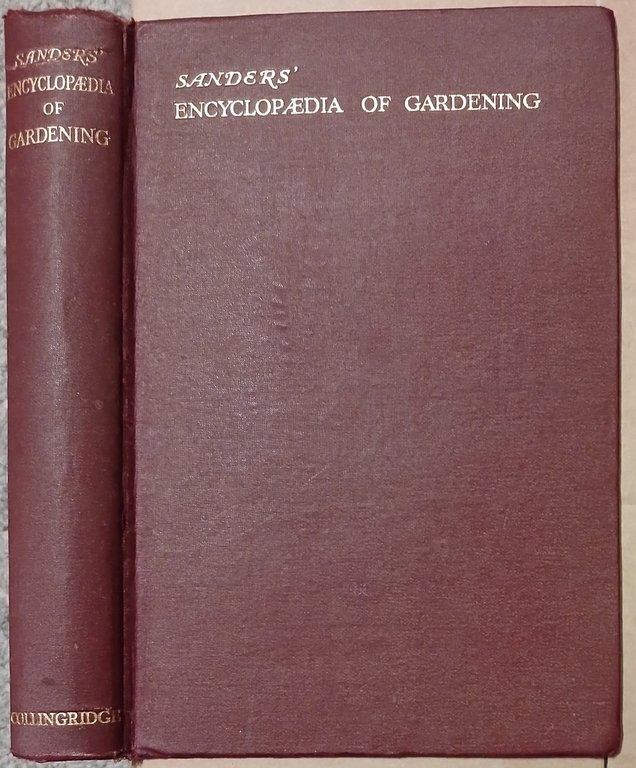 SANDERS'
ENCYCLOPÆDIA
OF
GARDENING
COLLINGRIDGE
SANDERS'
ENCYCLOPÆDIA OF GARDENING